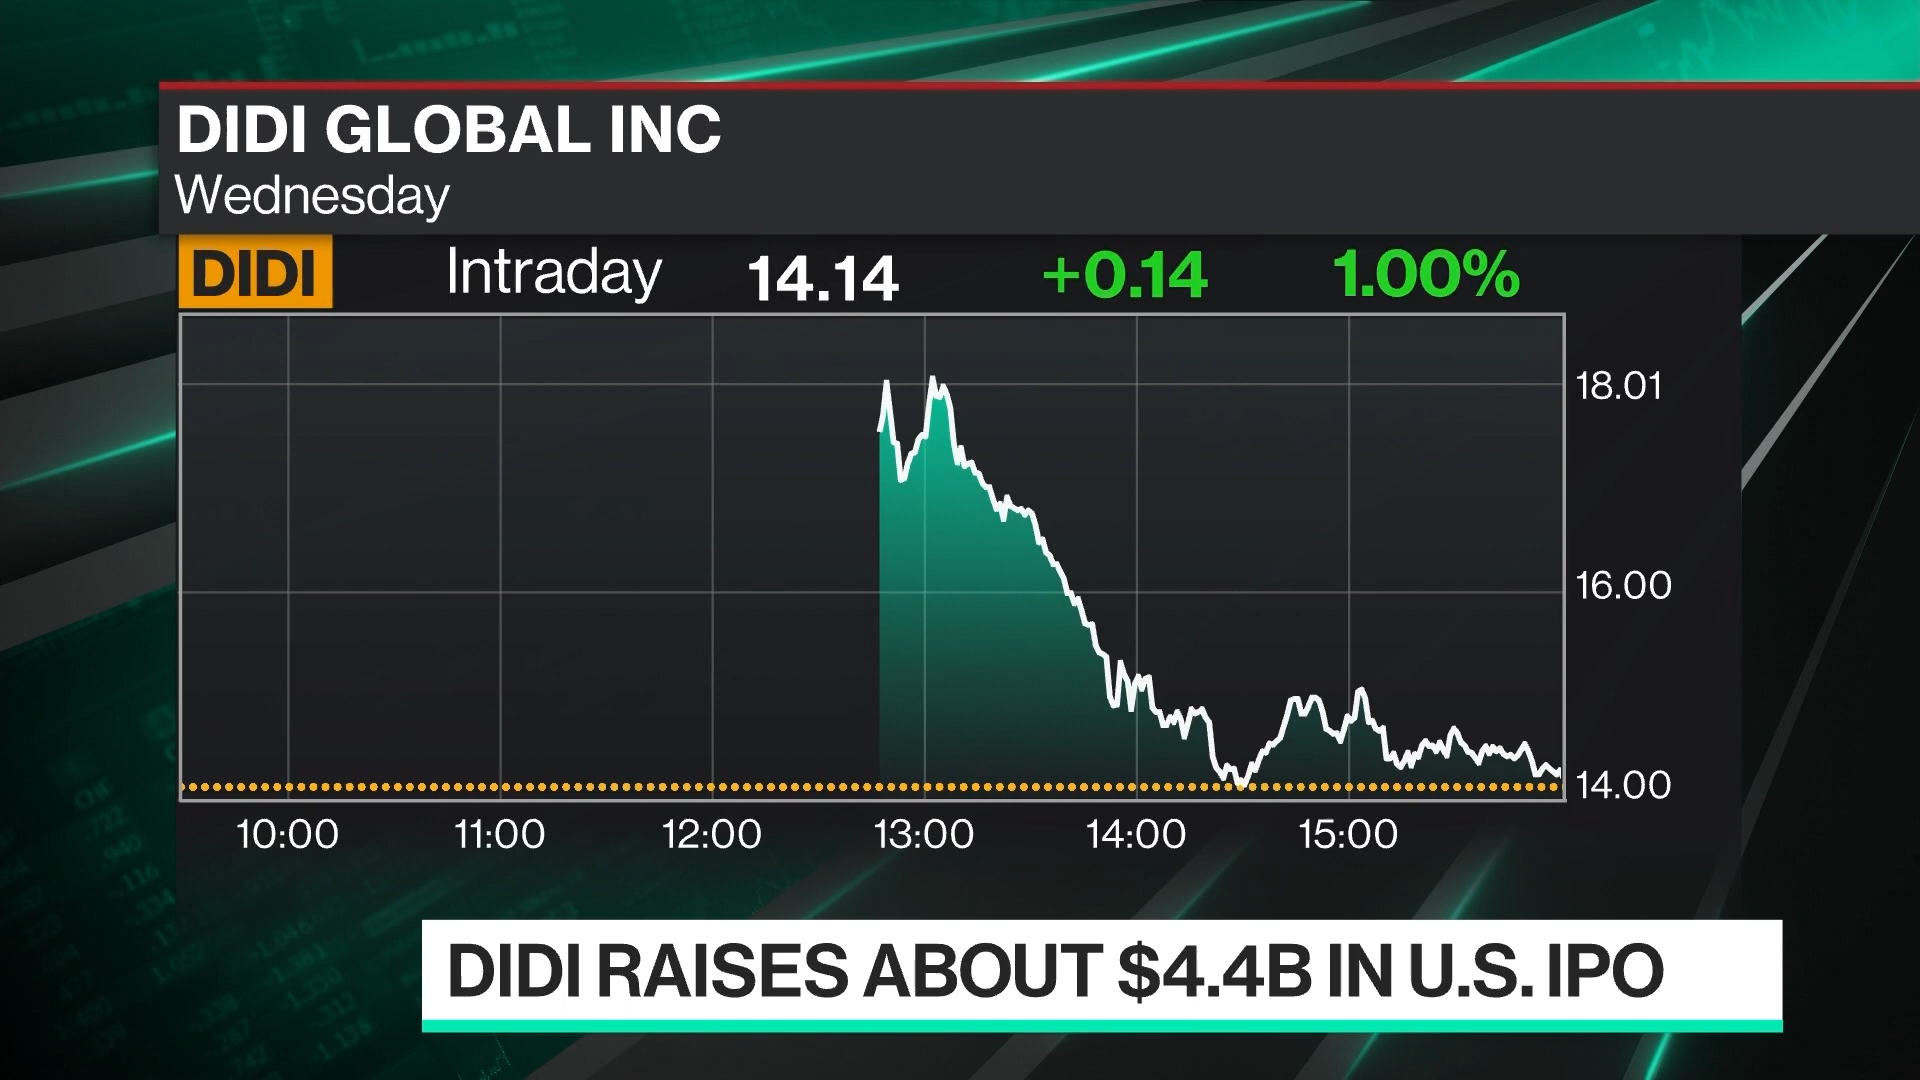 DIDI GLOBAL INC
Wednesday
DIDI Intraday 14.14 +0.14 1.00%
18.01
16.00
14.00
10:00 11:00 12:00 13:00 14:00 15:00
DIDI RAISES ABOUT $4.4B IN U.S. IPO